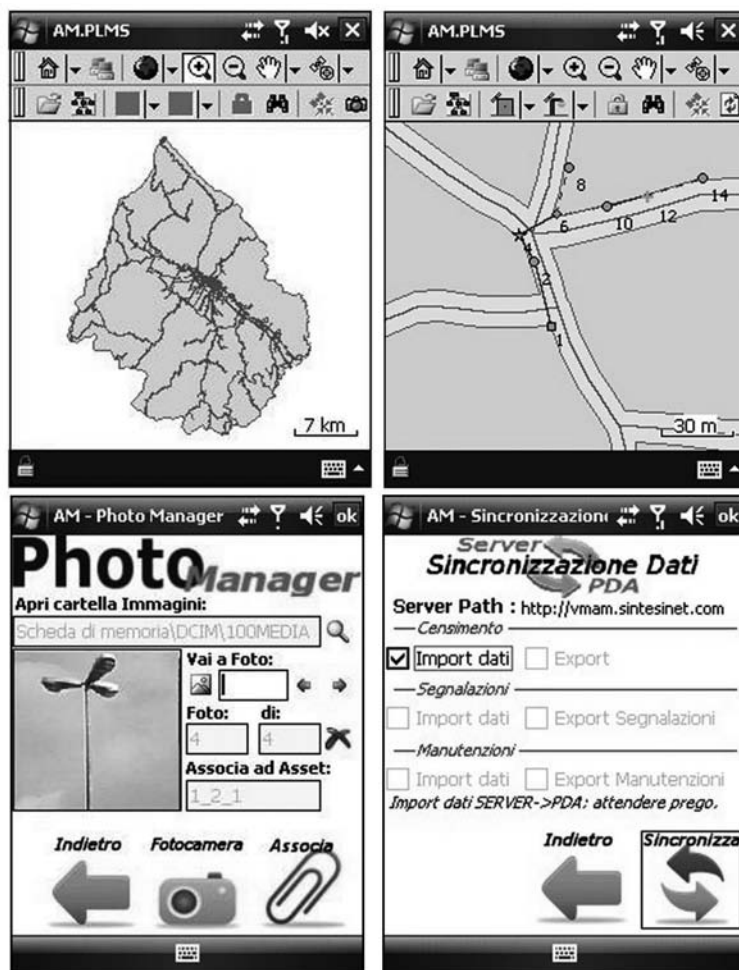 AM.PLMS
7 km
AM.PLMS
8
14
6
10
12
4
2
1
30 m
AM - Photo Manager
ok
Photo Manager
Apri cartella Immagini:
Scheda di memoria\DCIM\100MEDIA
Vai a Foto:
Foto:
di:
4
4
Associa ad Asset:
1_2_1
Indietro
Fotocamera
Associa
AM - Sincronizzazion
ok
Server
Sincronizzazione Dati
PDA
Server Path : http://vmam.sintesinet.com
Censimento
Import dati
Export
Segnalazioni
Import dati
Export Segnalazioni
Manutenzioni
Import dati
Export Manutenzioni
Import dati SERVER->PDA: attendere prego.
Indietro
Sincronizza